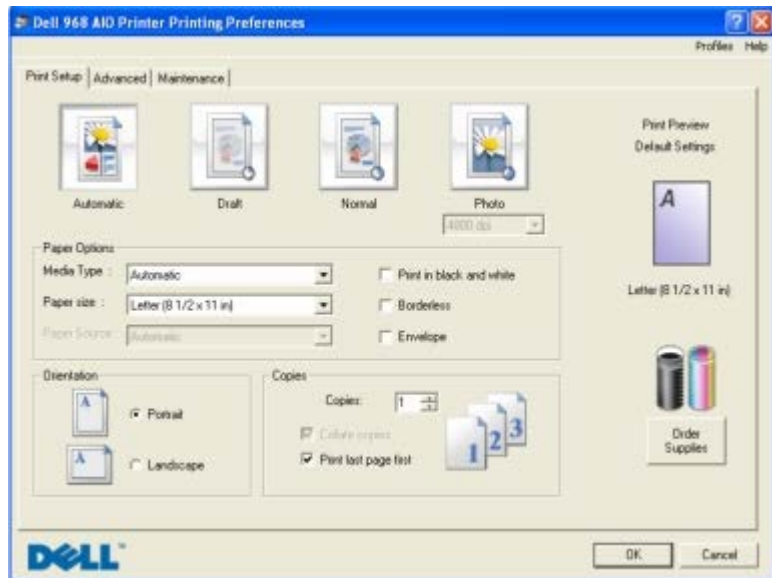 Dell 968 AIO Printer Printing Preferences
Profiles Help
Print Setup Advanced Maintenance
Automatic Draft Normal Photo
4800 dpi
Print Preview
Default Settings
A
Letter (8 1/2 x 11 in)
Paper Options
Media Type : Automatic
Print in black and white
Paper size : Letter (8 1/2 x 11 in)
Borderless
Paper Source : Automatic
Envelope
Orientation
A
Portrait
A
Landscape
Copies
Copies: 1
Collate copies
Print last page first
1 2 3
Order
Supplies
DELL™
OK Cancel